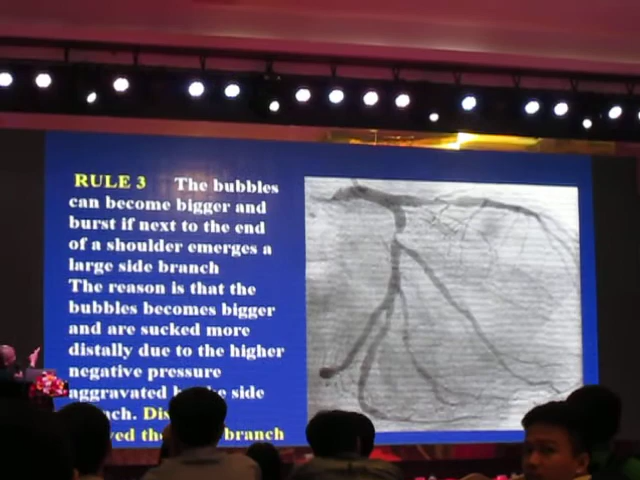 RULE 3 The bubbles
can become bigger and
burst if next to the end
of a shoulder emerges a
large side branch
The reason is that the
bubbles becomes bigger
and are sucked more
distally due to the higher
negative pressure
aggravated side
branch